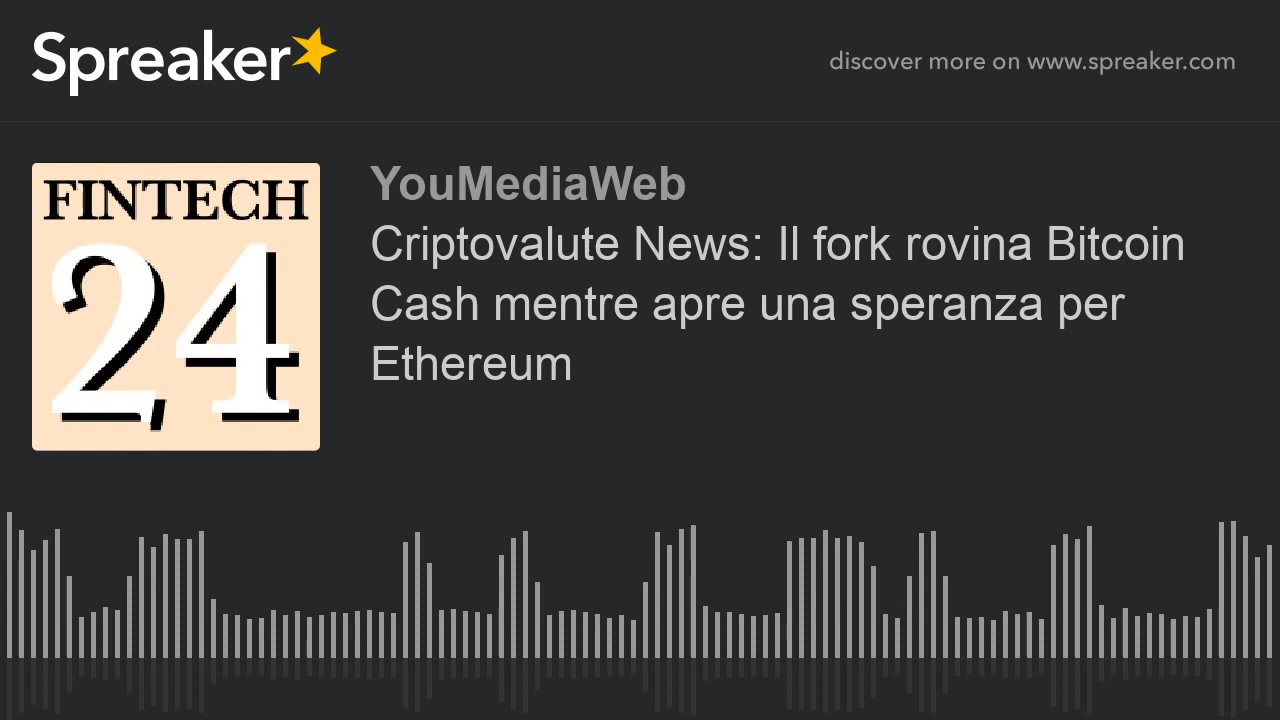 Spreaker
discover more on www.spreaker.com
FINTECH
24
YouMediaWeb
Criptovalute News: Il fork rovina Bitcoin
Cash mentre apre una speranza per
Ethereum